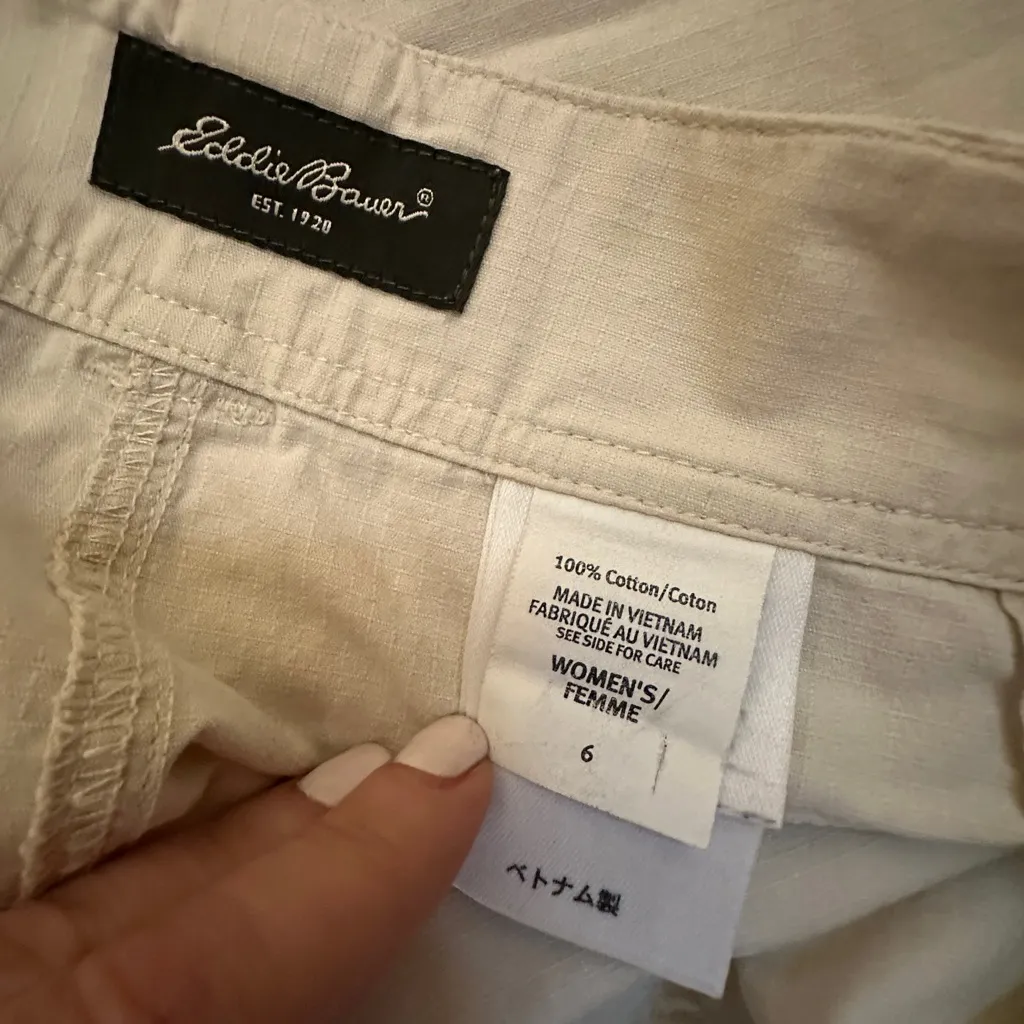 Eddie Bauer®
EST. 1920
100% Cotton/Coton
MADE IN VIETNAM
FABRIQUÉ AU VIETNAM
SEE SIDE FOR CARE
WOMEN'S/
FEMME
6
ベトナム製